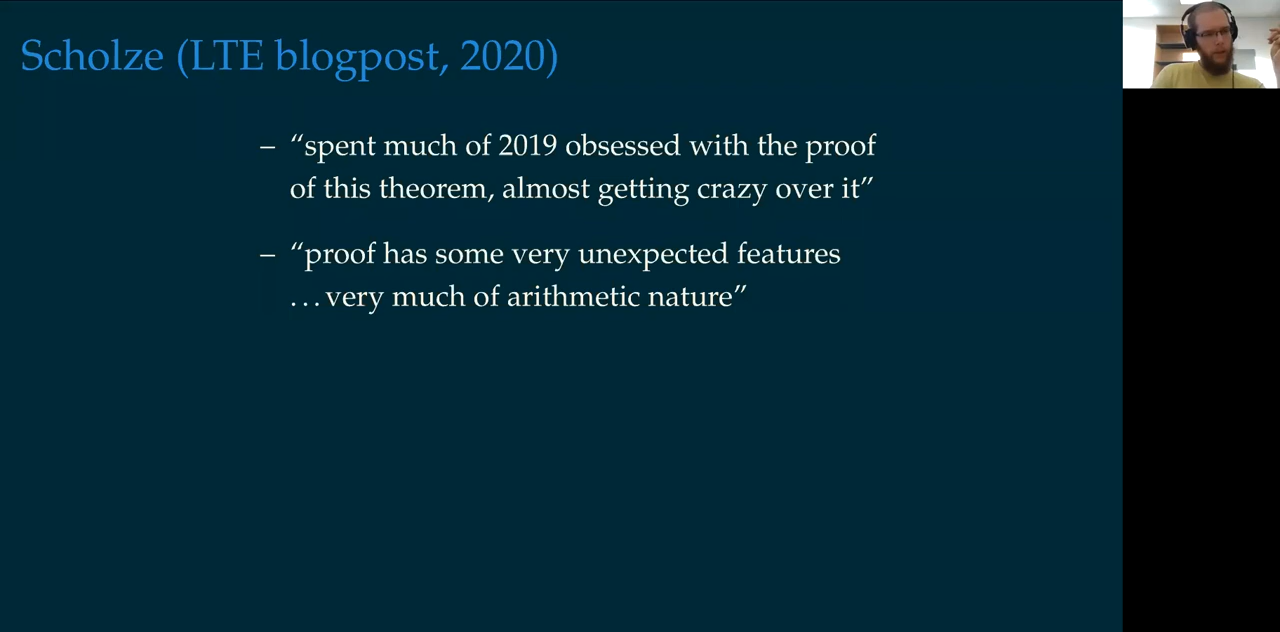 Scholze (LTE blogpost, 2020)
– “spent much of 2019 obsessed with the proof
of this theorem, almost getting crazy over it”
– “proof has some very unexpected features
…very much of arithmetic nature”